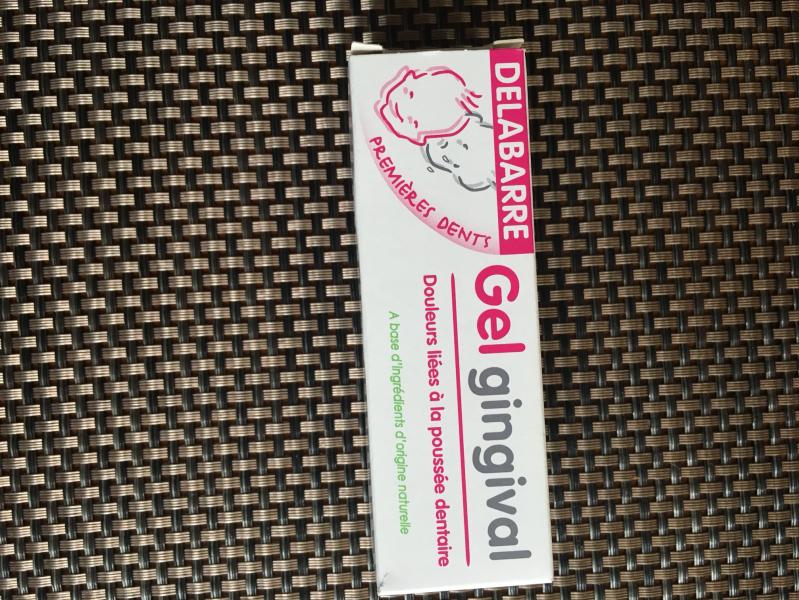 DELABARRE
PREMIÈRES DENTS
Gel gingival
Douleurs liées à la poussée dentaire
A base d'Ingrédients d'origine naturelle